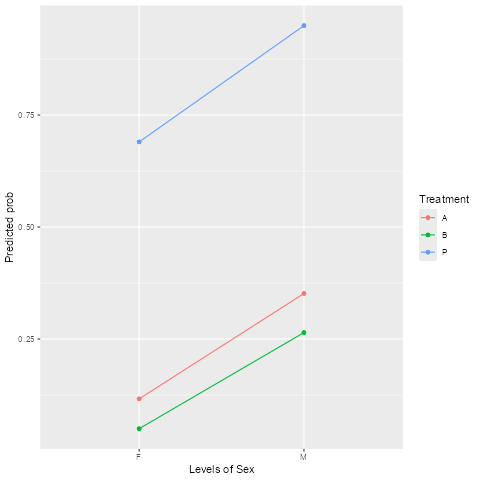 Predicted prob
0.75
0.50
0.25
F
M
Levels of Sex
Treatment
A
B
P